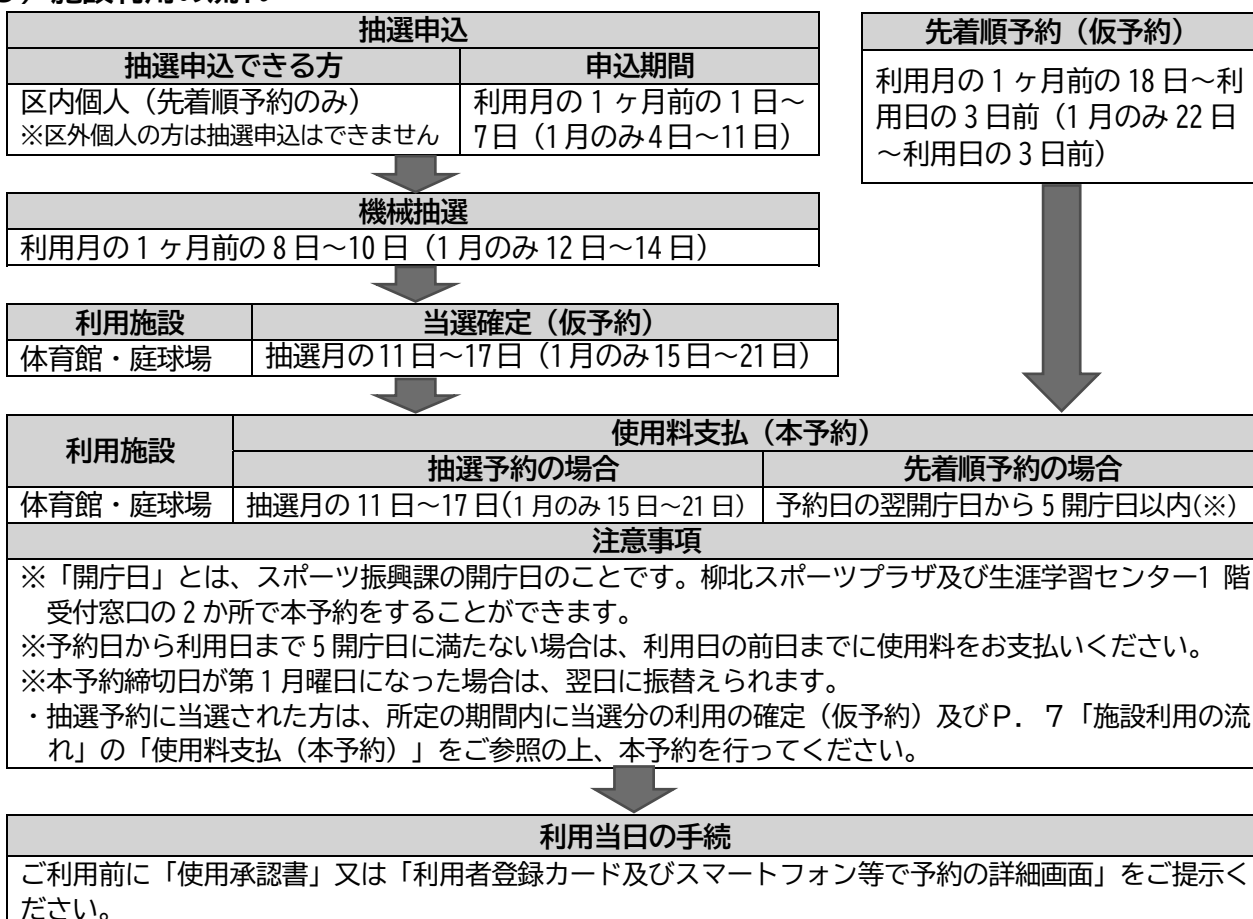 抽選申込
抽選申込できる方 申込期間
区内個人（先着順予約のみ） 利用月の1ヶ月前の1日～
※区外個人の方は抽選申込はできません 7日（1月のみ4日～11日）
先着順予約（仮予約）
利用月の1ヶ月前の18日～利
用日の3日前（1月のみ22日
～利用日の3日前）
機械抽選
利用月の1ヶ月前の8日～10日（1月のみ12日～14日）
利用施設 当選確定（仮予約）
体育館・庭球場 抽選月の11日～17日（1月のみ15日～21日）
利用施設 使用料支払（本予約）
抽選予約の場合 先着順予約の場合
体育館・庭球場 抽選月の11日～17日(1月のみ15日～21日) 予約日の翌開庁日から5開庁日以内(※)
注意事項
※「開庁日」とは、スポーツ振興課の開庁日のことです。柳北スポーツプラザ及び生涯学習センター1 階
受付窓口の2か所で本予約をすることができます。
※予約日から利用日まで5開庁日に満たない場合は、利用日の前日までに使用料をお支払いください。
※本予約締切日が第1月曜日になった場合は、翌日に振替えられます。
・抽選予約に当選された方は、所定の期間内に当選分の利用の確定（仮予約）及びP．7「施設利用の流
れ」の「使用料支払（本予約）」をご参照の上、本予約を行ってください。
利用当日の手続
ご利用前に「使用承認書」又は「利用者登録カード及びスマートフォン等で予約の詳細画面」をご提示く
ださい。